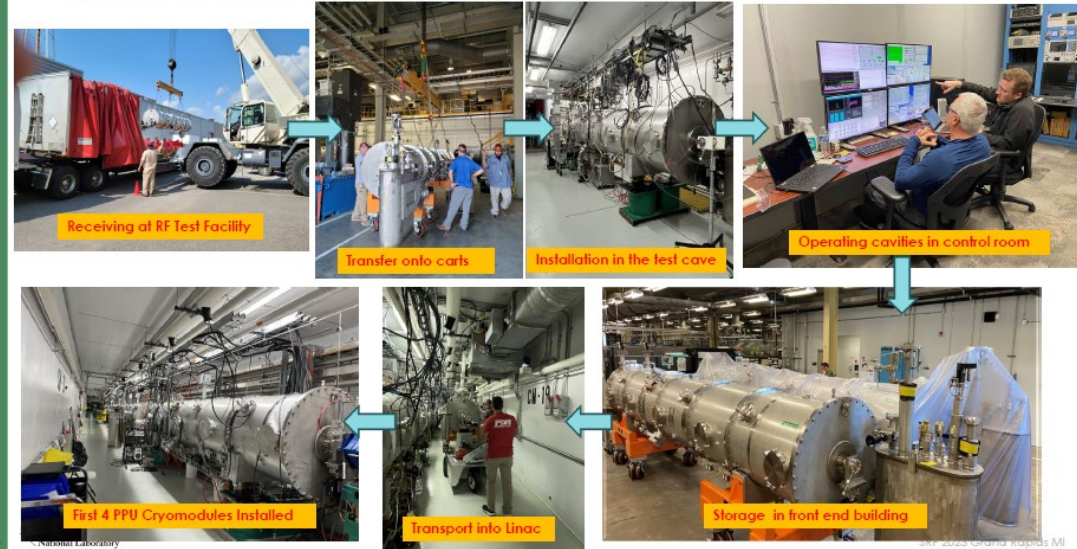 Receiving at RF Test Facility
Transfer onto carts
Installation in the test cave
Operating cavities in control room
First 4 PPU Cryomodules Installed
Transport into Linac
CM-19
Storage in front end building
National Laboratory
SRF 2023 Grand Rapids MI